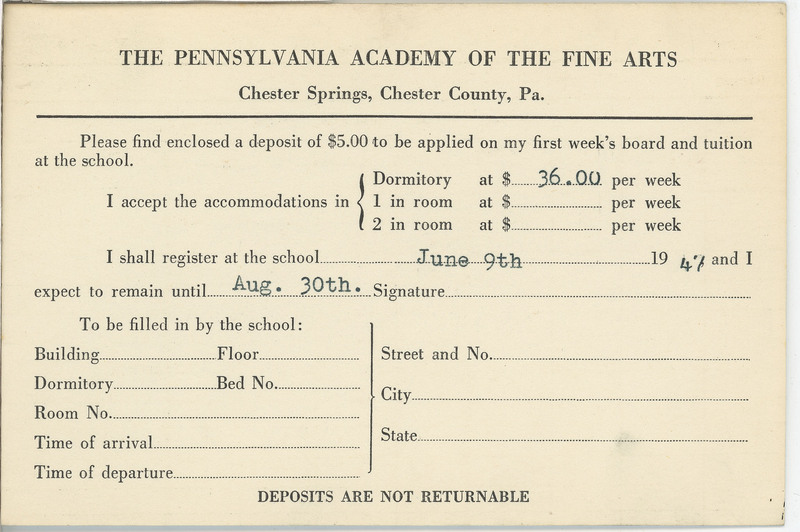 THE PENNSYLVANIA ACADEMY OF THE FINE ARTS
Chester Springs, Chester County, Pa.
Please find enclosed a deposit of $5.00 to be applied on my first week's board and tuition
at the school.
I accept the accommodations in
Dormitory at $ 36.00 per week
1 in room at $ per week
2 in room at $ per week
I shall register at the school June 9th 19 47 and I
expect to remain until Aug. 30th. Signature
To be filled in by the school:
Building Floor
Dormitory Bed No.
Room No.
Time of arrival
Time of departure
Street and No.
City
State
DEPOSITS ARE NOT RETURNABLE